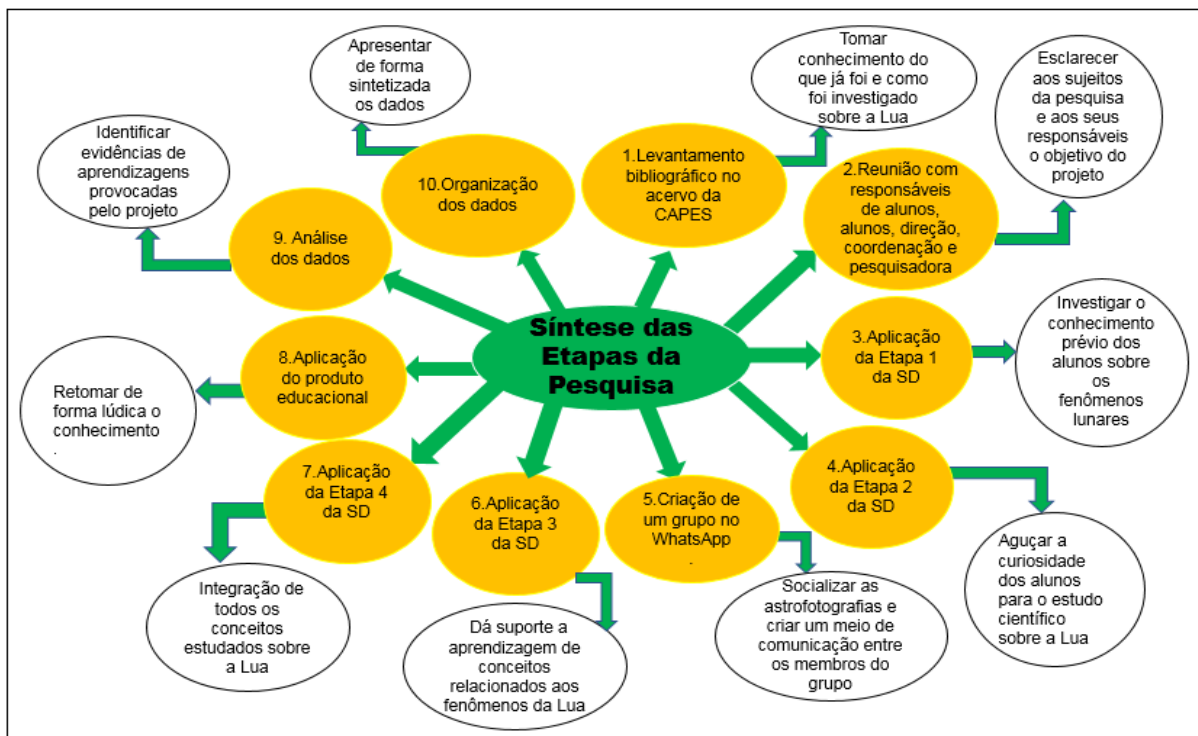 Síntese das
Etapas da
Pesquisa
1.Levantamento
bibliográfico no
acervo da
CAPES
Tomar
conhecimento do
que já foi e como
foi investigado
sobre a Lua
2.Reunião com
responsáveis
de alunos,
alunos, direção,
coordenação e
pesquisadora
Esclarecer
aos sujeitos
da pesquisa
e aos seus
responsáveis
o objetivo do
projeto
3.Aplicação
da Etapa 1
da SD
Investigar o
conhecimento
prévio dos
alunos sobre
os
fenômenos
lunares
4.Aplicação
da Etapa 2
da SD
Aguçar a
curiosidade
dos alunos
para o estudo
científico
sobre a Lua
5.Criação de
um grupo no
WhatsApp
.
Socializar as
astrofotografias e
criar um meio de
comunicação entre
os membros do
grupo
6.Aplicação
da Etapa 3
da SD
Dá suporte a
aprendizagem de
conceitos
relacionados aos
fenômenos da Lua
7.Aplicação
da Etapa 4
da SD
Integração de
todos os
conceitos
estudados sobre
a Lua
8.Aplicação
do produto
educacional
Retomar de
forma lúdica o
conhecimento
.
9. Análise
dos dados
Identificar
evidências de
aprendizagens
provocadas
pelo projeto
10.Organização
dos dados
Apresentar
de forma
sintetizada
os dados